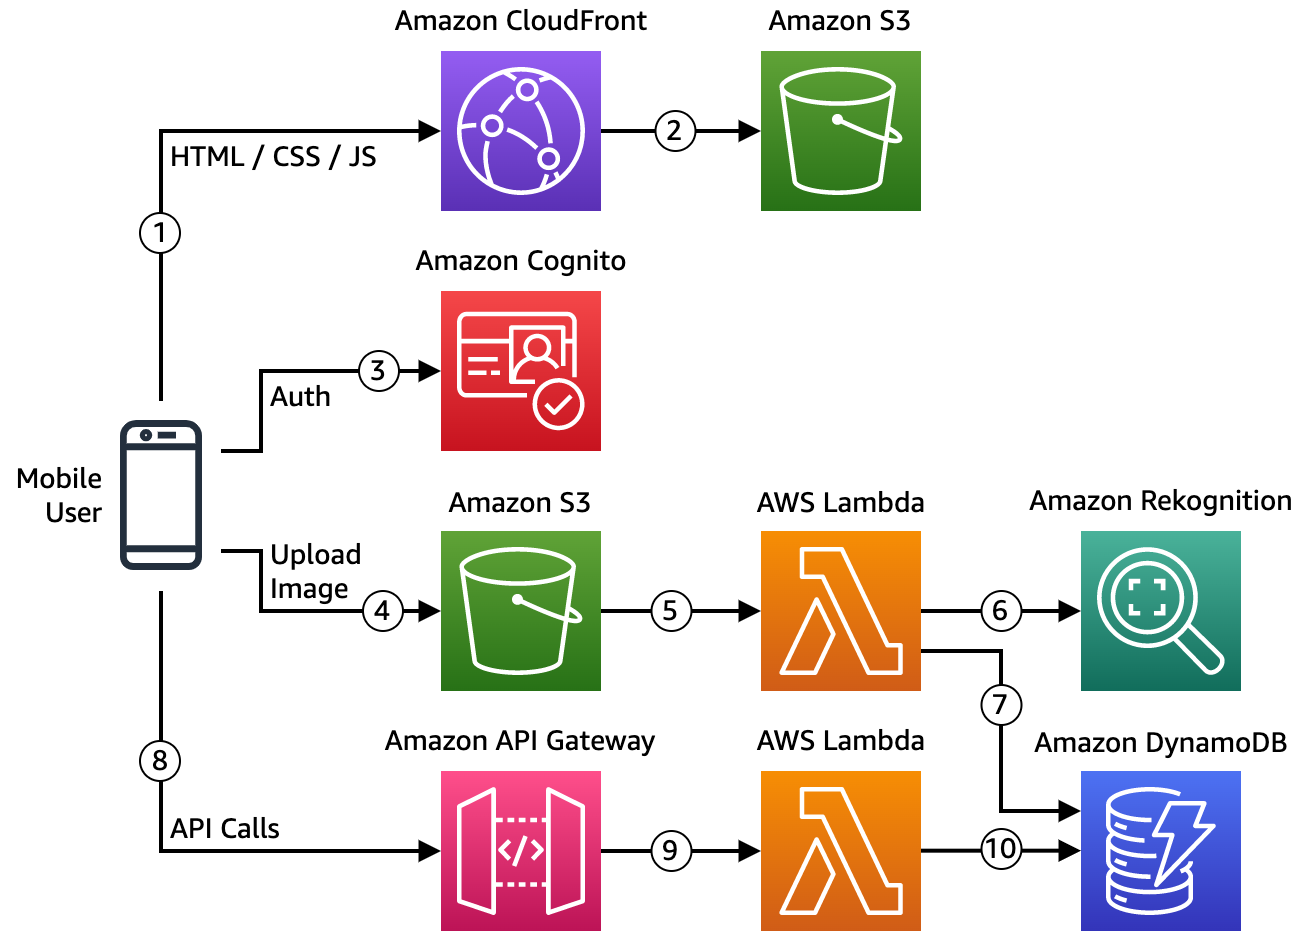 Amazon CloudFront
Amazon S3
2
HTML / CSS / JS
1
Amazon Cognito
3
Auth
Mobile
User
Amazon S3
AWS Lambda
Amazon Rekognition
Upload
Image
4
5
6
7
Amazon API Gateway
AWS Lambda
Amazon DynamoDB
8
API Calls
9
10